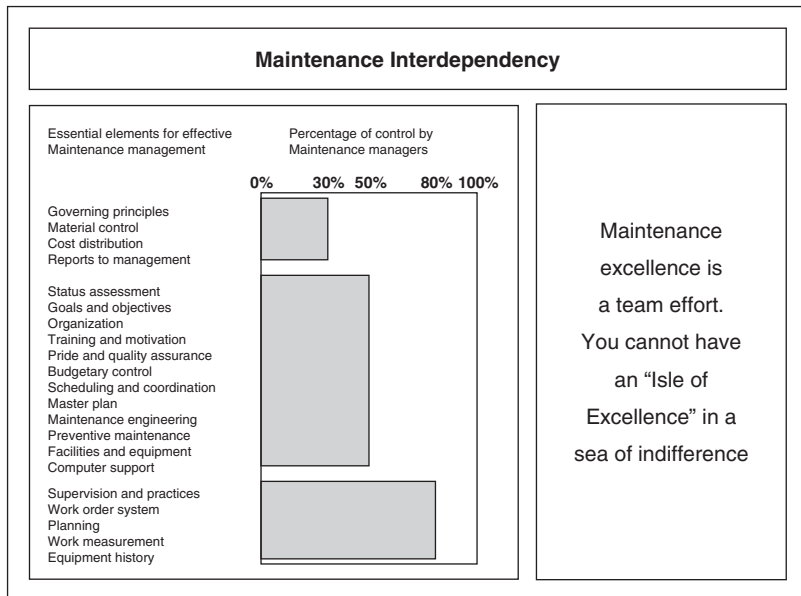 Maintenance Interdependency
Essential elements for effective
Maintenance management
Percentage of control by
Maintenance managers
0% 30% 50% 80% 100%
Governing principles
Material control
Cost distribution
Reports to management
Status assessment
Goals and objectives
Organization
Training and motivation
Pride and quality assurance
Budgetary control
Scheduling and coordination
Master plan
Maintenance engineering
Preventive maintenance
Facilities and equipment
Computer support
Supervision and practices
Work order system
Planning
Work measurement
Equipment history
Maintenance
excellence is
a team effort.
You cannot have
an “Isle of
Excellence” in a
sea of indifference